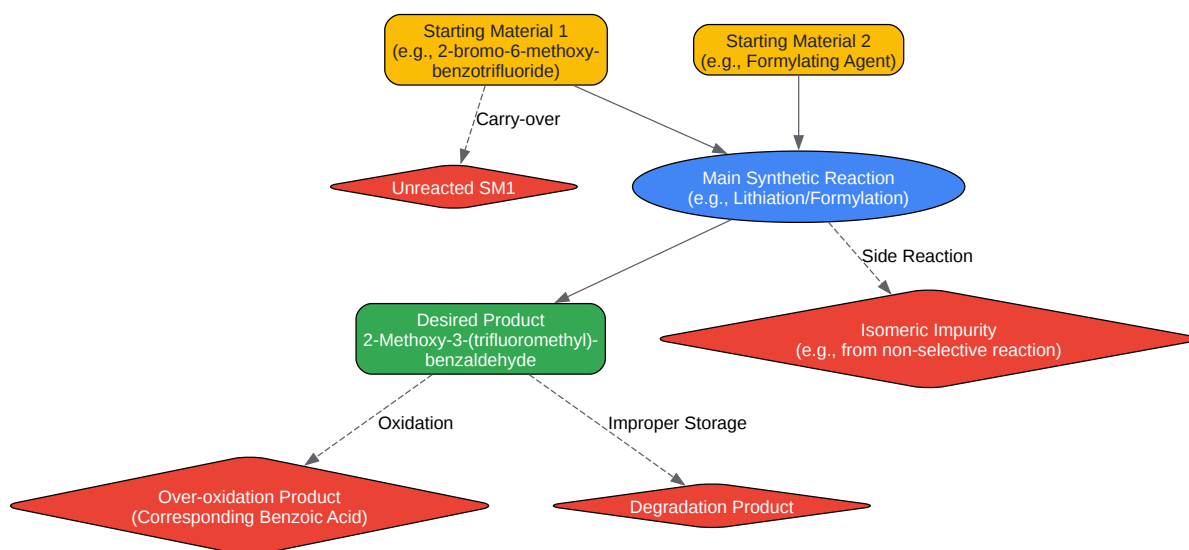 Starting Material 1
(e.g., 2-bromo-6-methoxy-
benzotrifluoride)
Starting Material 2
(e.g., Formylating Agent)
Carry-over
Unreacted SM1
Main Synthetic Reaction
(e.g., Lithiation/Formylation)
Side Reaction
Desired Product
2-Methoxy-3-(trifluoromethyl)-
benzaldehyde
Isomeric Impurity
(e.g., from non-selective reaction)
Oxidation
Improper Storage
Over-oxidation Product
(Corresponding Benzoic Acid)
Degradation Product